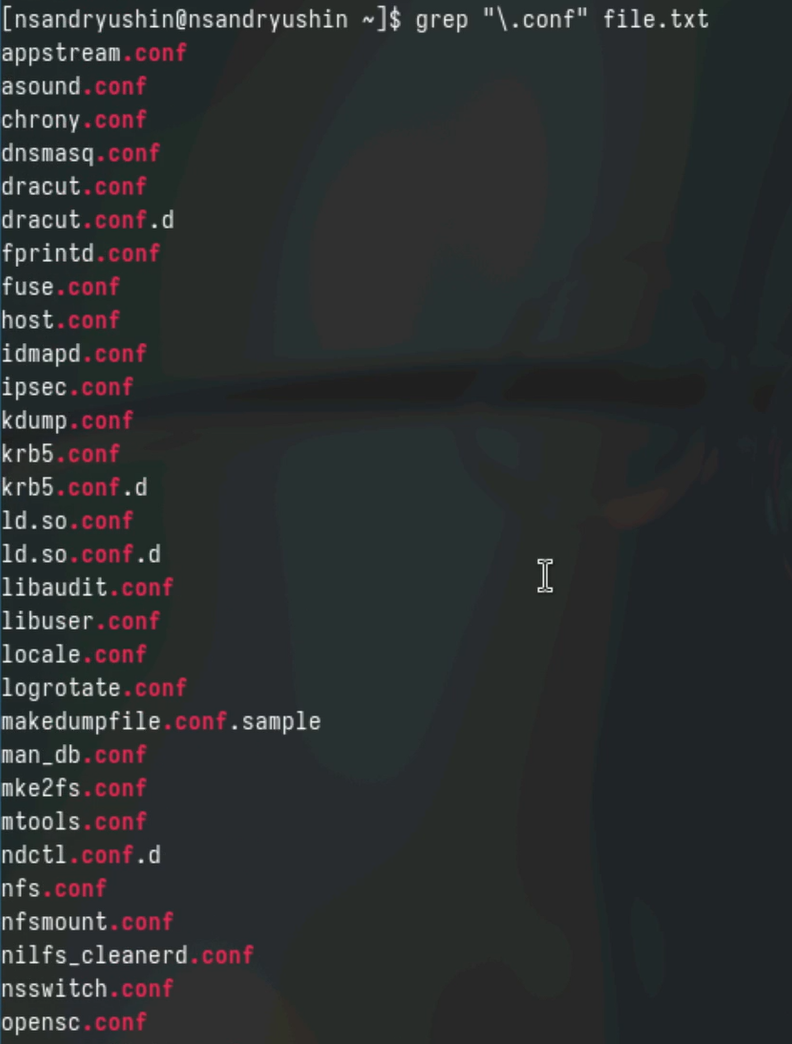 [nsandryushin@nsandryushin ~]$ grep "\.conf" file.txt
appstream.conf
asound.conf
chrony.conf
dnsmasq.conf
dracut.conf
dracut.conf.d
fprintd.conf
fuse.conf
host.conf
idmapd.conf
ipsec.conf
kdump.conf
krb5.conf
krb5.conf.d
ld.so.conf
ld.so.conf.d
libaudit.conf
libuser.conf
locale.conf
logrotate.conf
makedumpfile.conf.sample
man_db.conf
mke2fs.conf
mtools.conf
ndctl.conf.d
nfs.conf
nfsmount.conf
nilfs_cleanerd.conf
nsswitch.conf
opensc.conf